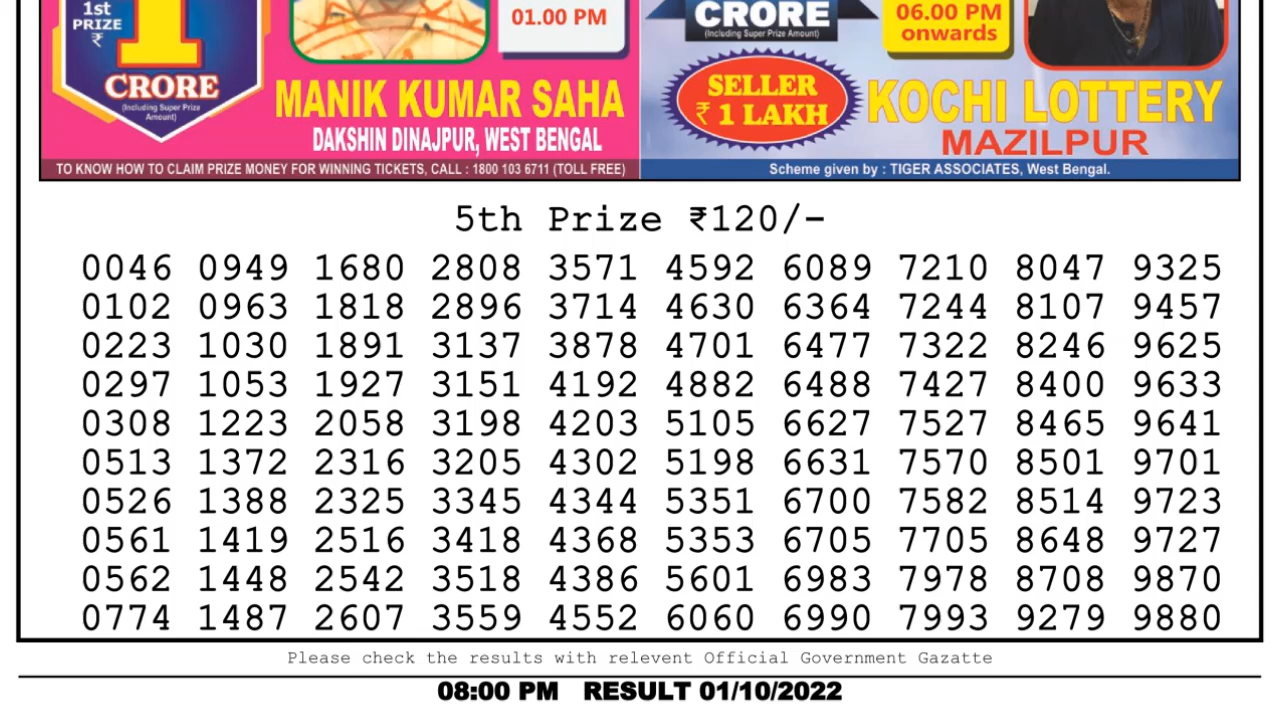 1st
PRIZE
₹
1
CRORE
(Including Super Prize
Amount)
01.00 PM
MANIK KUMAR SAHA
DAKSHIN DINAJPUR, WEST BENGAL
TO KNOW HOW TO CLAIM PRIZE MONEY FOR WINNING TICKETS, CALL : 1800 103 6711 (TOLL FREE)
CRORE
(Including Super Prize Amount)
06.00 PM
onwards
SELLER
₹ 1 LAKH
KOCHI LOTTERY
MAZILPUR
Scheme given by : TIGER ASSOCIATES, West Bengal.
5th Prize ₹120/-
0046 0949 1680 2808 3571 4592 6089 7210 8047 9325
0102 0963 1818 2896 3714 4630 6364 7244 8107 9457
0223 1030 1891 3137 3878 4701 6477 7322 8246 9625
0297 1053 1927 3151 4192 4882 6488 7427 8400 9633
0308 1223 2058 3198 4203 5105 6627 7527 8465 9641
0513 1372 2316 3205 4302 5198 6631 7570 8501 9701
0526 1388 2325 3345 4344 5351 6700 7582 8514 9723
0561 1419 2516 3418 4368 5353 6705 7705 8648 9727
0562 1448 2542 3518 4386 5601 6983 7978 8708 9870
0774 1487 2607 3559 4552 6060 6990 7993 9279 9880
Please check the results with relevent Official Government Gazatte
08:00 PM RESULT 01/10/2022